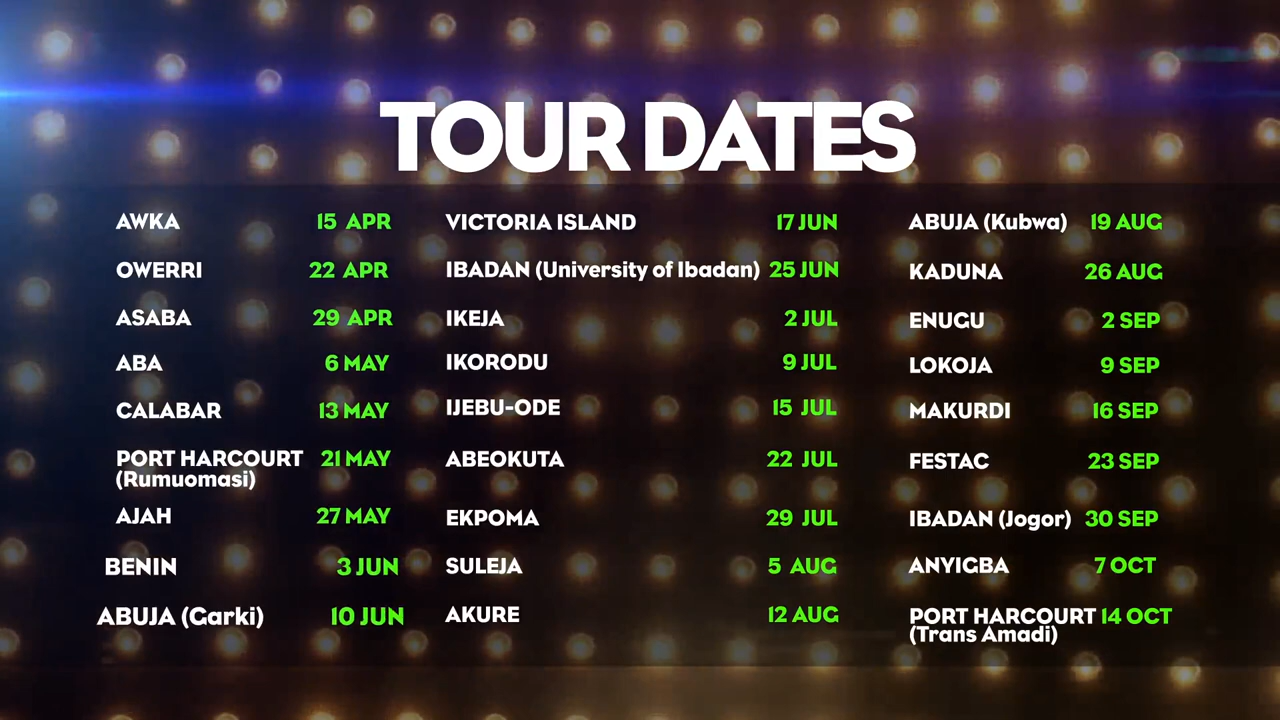 TOUR DATES
AWKA 15 APR
OWERRI 22 APR
ASABA 29 APR
ABA 6 MAY
CALABAR 13 MAY
PORT HARCOURT 21 MAY
(Rumuomasi)
AJAH 27 MAY
BENIN 3 JUN
ABUJA (Garki) 10 JUN
VICTORIA ISLAND 17 JUN
IBADAN (University of Ibadan) 25 JUN
IKEJA 2 JUL
IKORODU 9 JUL
IJEBU-ODE 15 JUL
ABEOKUTA 22 JUL
EKPOMA 29 JUL
SULEJA 5 AUG
AKURE 12 AUG
ABUJA (Kubwa) 19 AUG
KADUNA 26 AUG
ENUGU 2 SEP
LOKOJA 9 SEP
MAKURDI 16 SEP
FESTAC 23 SEP
IBADAN (Jogor) 30 SEP
ANYIGBA 7 OCT
PORT HARCOURT 14 OCT
(Trans Amadi)